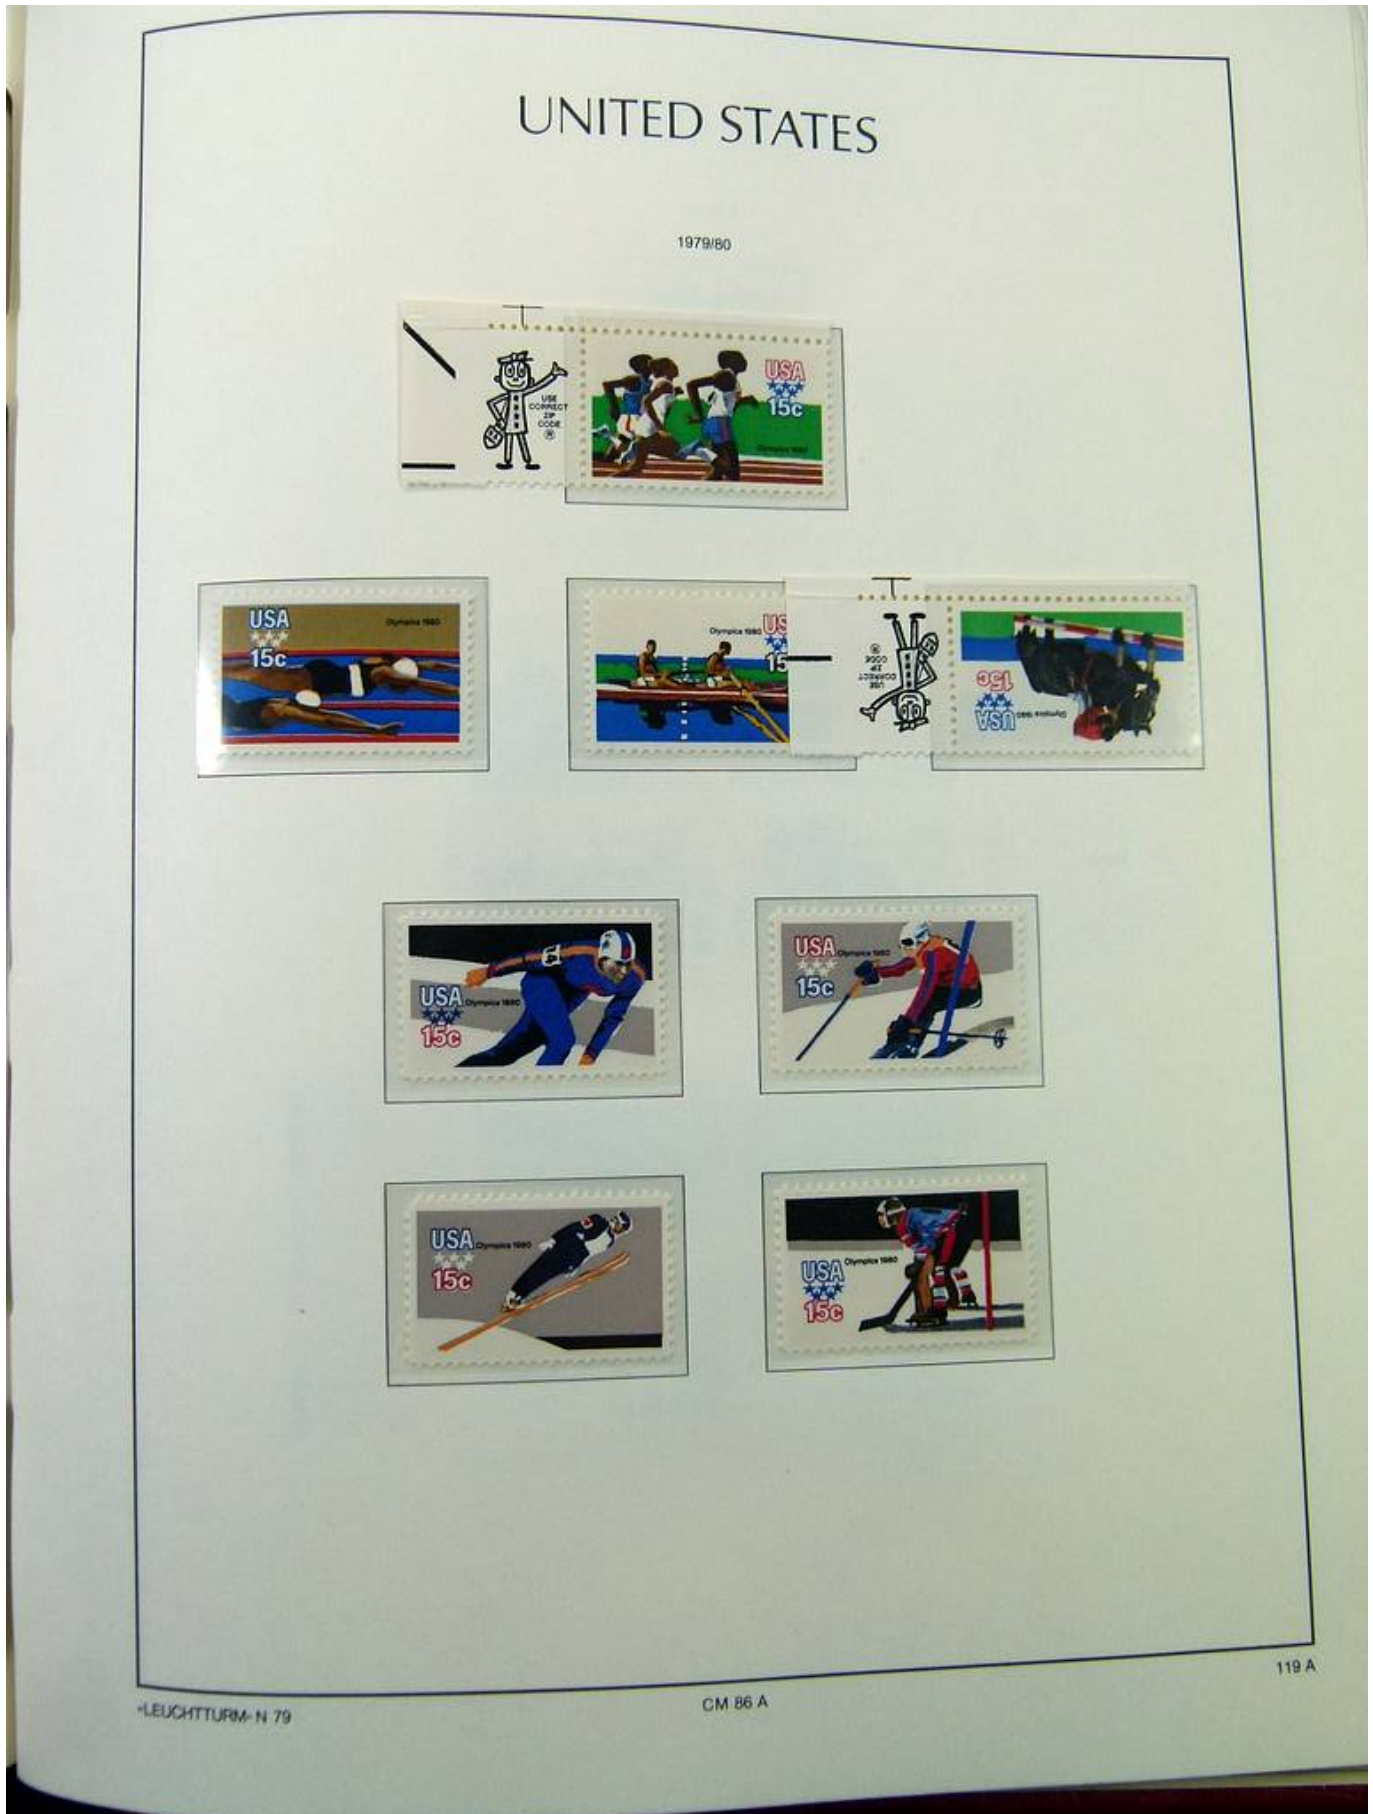 UNITED STATES
1979/80
USE
CORRECT
ZIP
CODE
®
USA
15c
Olympics 1980
USA
15c
Olympics 1980
Olympics 1980
US
15
USE
CORRECT
ZIP
CODE
®
Olympics 1980
USA
15c
USA
Olympics 1980
15c
USA
Olympics 1980
15c
USA
Olympics 1980
15c
Olympics 1980
USA
15c
«LEUCHTTURM» N 79
CM 86 A
119 A